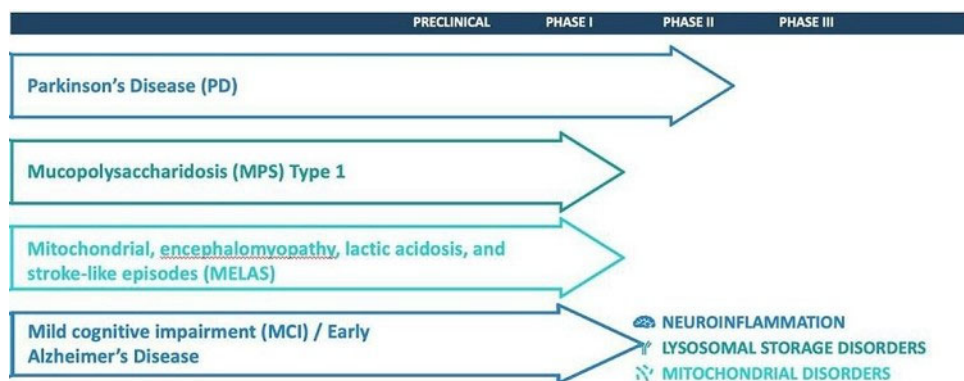 PRECLINICAL PHASE I PHASE II PHASE III
Parkinson's Disease (PD)
Mucopolysaccharidosis (MPS) Type 1
Mitochondrial, encephalomyopathy, lactic acidosis, and
stroke-like episodes (MELAS)
Mild cognitive impairment (MCI) / Early
Alzheimer's Disease
NEUROINFLAMMATION
LYSOSOMAL STORAGE DISORDERS
MITOCHONDRIAL DISORDERS